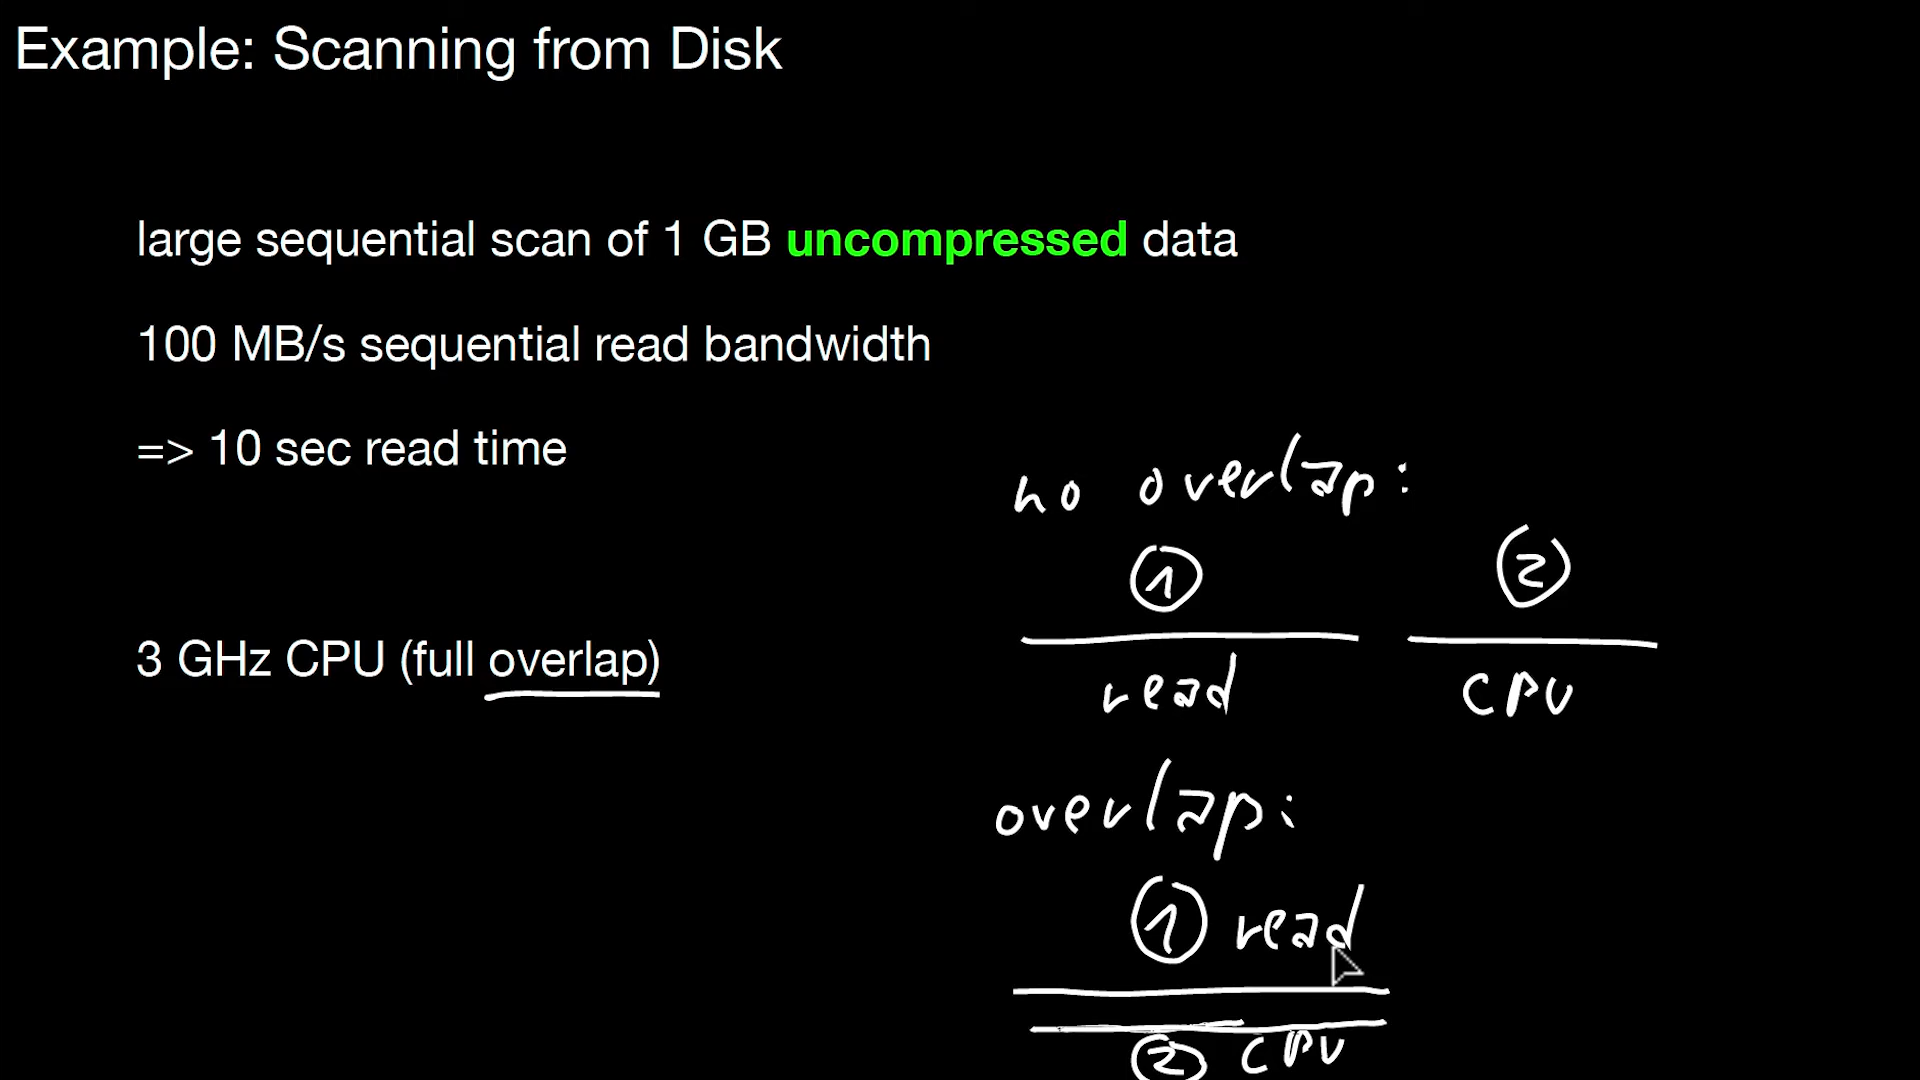 Example: Scanning from Disk
large sequential scan of 1 GB uncompressed data
100 MB/s sequential read bandwidth
=> 10 sec read time
3 GHz CPU (full overlap)
no overlap:
1 2
read CPU
overlap:
1 read
2 CPU